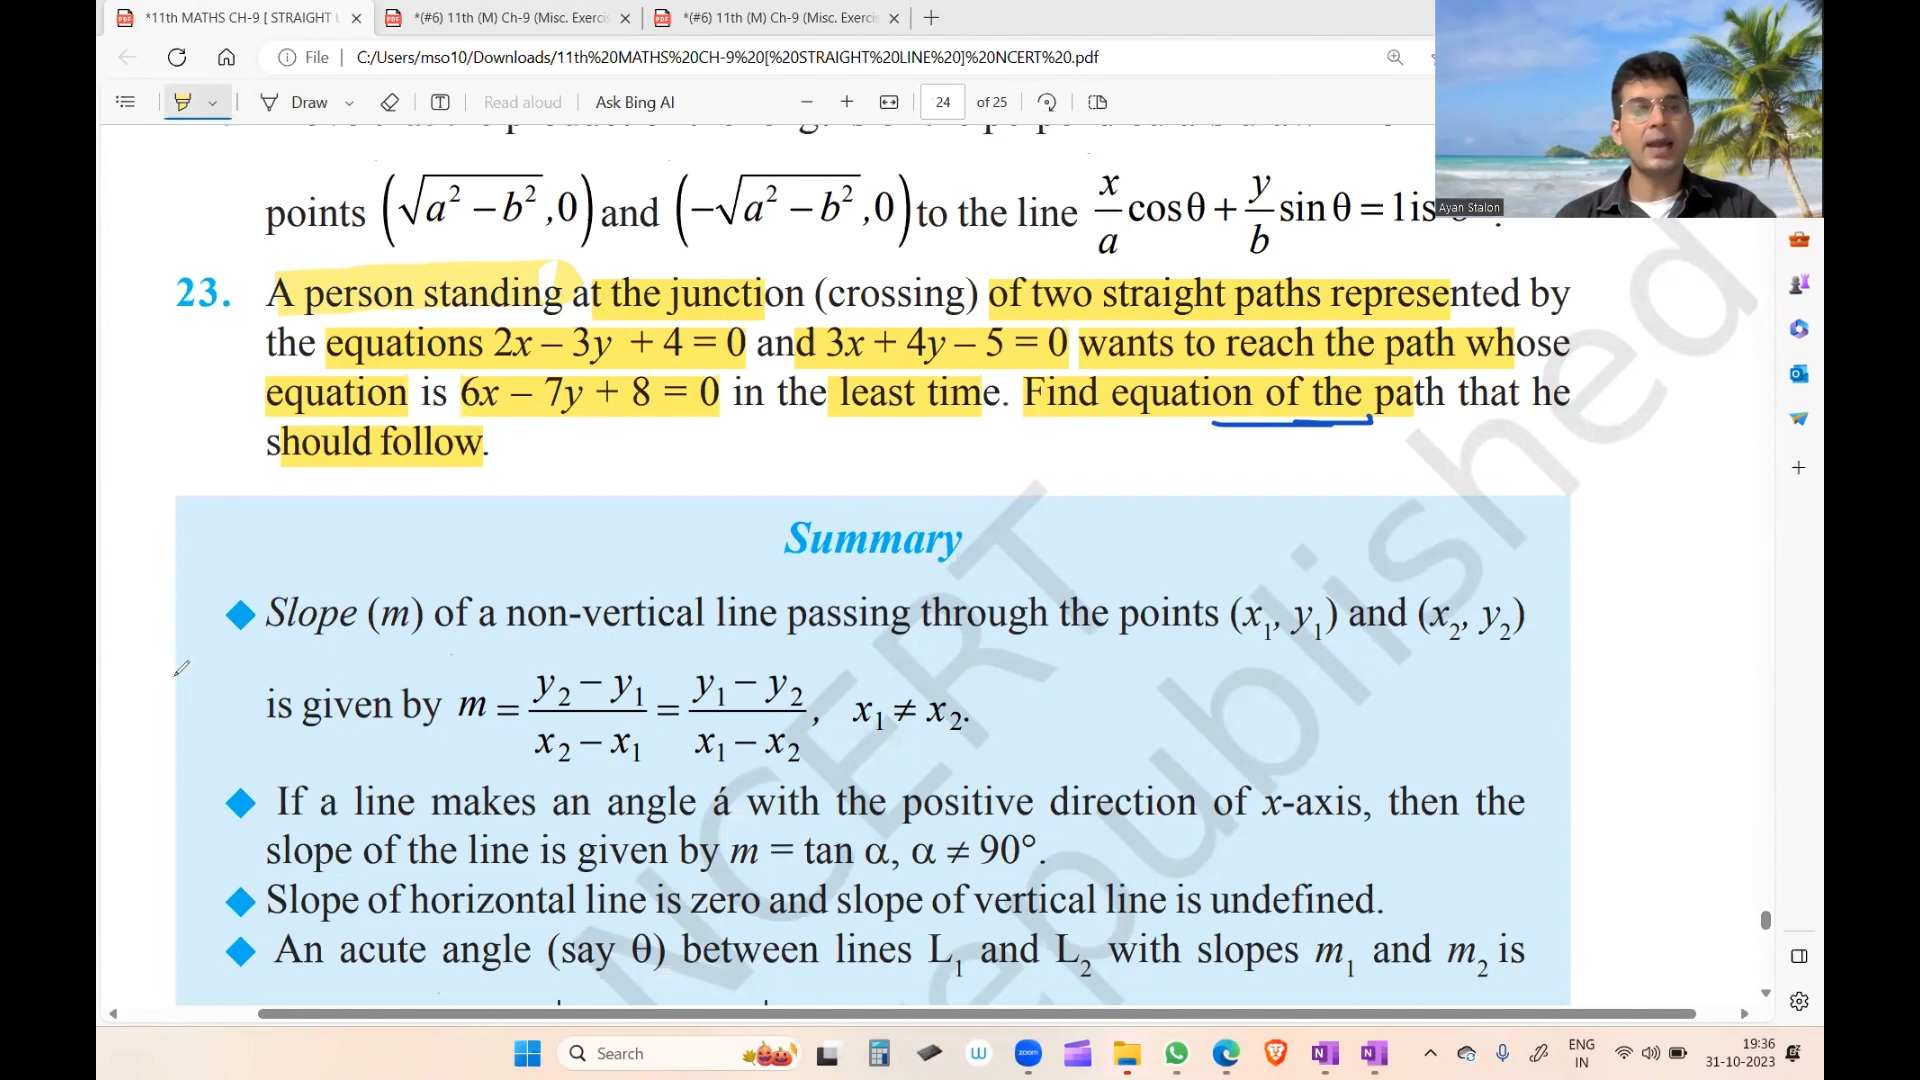 *11th MATHS CH-9 [ STRAIGHT L
*(#6) 11th (M) Ch-9 (Misc. Exerci
*(#6) 11th (M) Ch-9 (Misc. Exerci
File | C:/Users/mso10/Downloads/11th%20MATHS%20CH-9%20[%20STRAIGHT%20LINE%20]%20NCERT%20.pdf
Draw
Read aloud
Ask Bing AI
24 of 25
Ayan Stalon
points (√a² – b², 0) and (–√a² – b², 0) to the line x/a cosθ + y/b sinθ = 1 is
23. A person standing at the junction (crossing) of two straight paths represented by
the equations 2x – 3y + 4 = 0 and 3x + 4y – 5 = 0 wants to reach the path whose
equation is 6x – 7y + 8 = 0 in the least time. Find equation of the path that he
should follow.
Summary
Slope (m) of a non-vertical line passing through the points (x₁, y₁) and (x₂, y₂)
is given by m = y₂ – y₁ / x₂ – x₁ = y₁ – y₂ / x₁ – x₂, x₁ ≠ x₂.
If a line makes an angle á with the positive direction of x-axis, then the
slope of the line is given by m = tan α, α ≠ 90°.
Slope of horizontal line is zero and slope of vertical line is undefined.
An acute angle (say θ) between lines L₁ and L₂ with slopes m₁ and m₂ is
NCERT
republished
Search
zoom
ENG
IN
19:36
31-10-2023